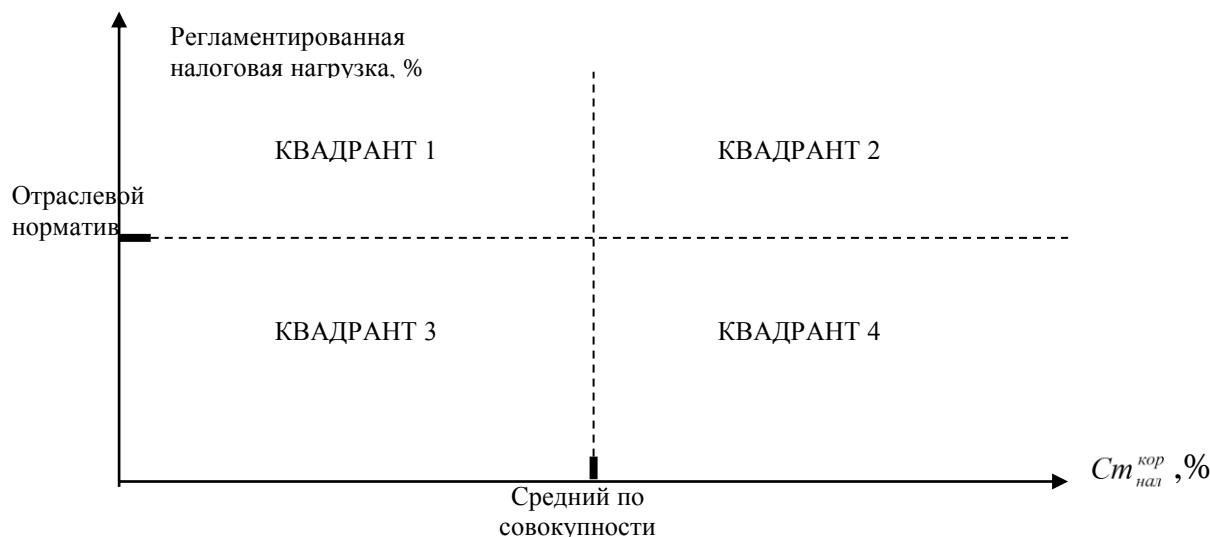 Регламентированная
налоговая нагрузка, %
КВАДРАНТ 1
КВАДРАНТ 2
Отраслевой
норматив
КВАДРАНТ 3
КВАДРАНТ 4
Ст нал кор ,%
Средний по
совокупности